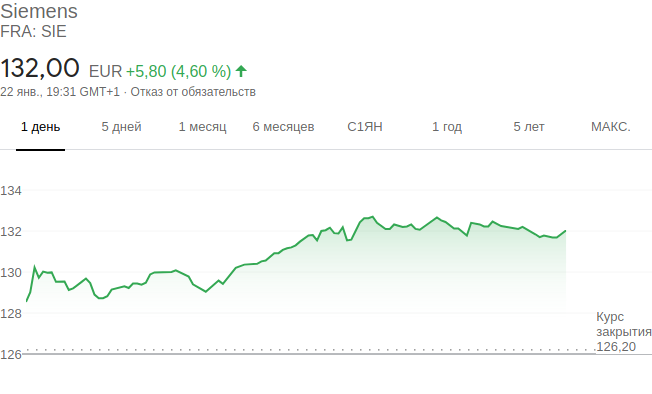 Siemens
FRA: SIE
132,00 EUR +5,80 (4,60 %)
22 янв., 19:31 GMT+1 · Отказ от обязательств
1 день 5 дней 1 месяц 6 месяцев С1ЯН 1 год 5 лет МАКС.
134
132
130
128
126
Курс
закрытия
126,20